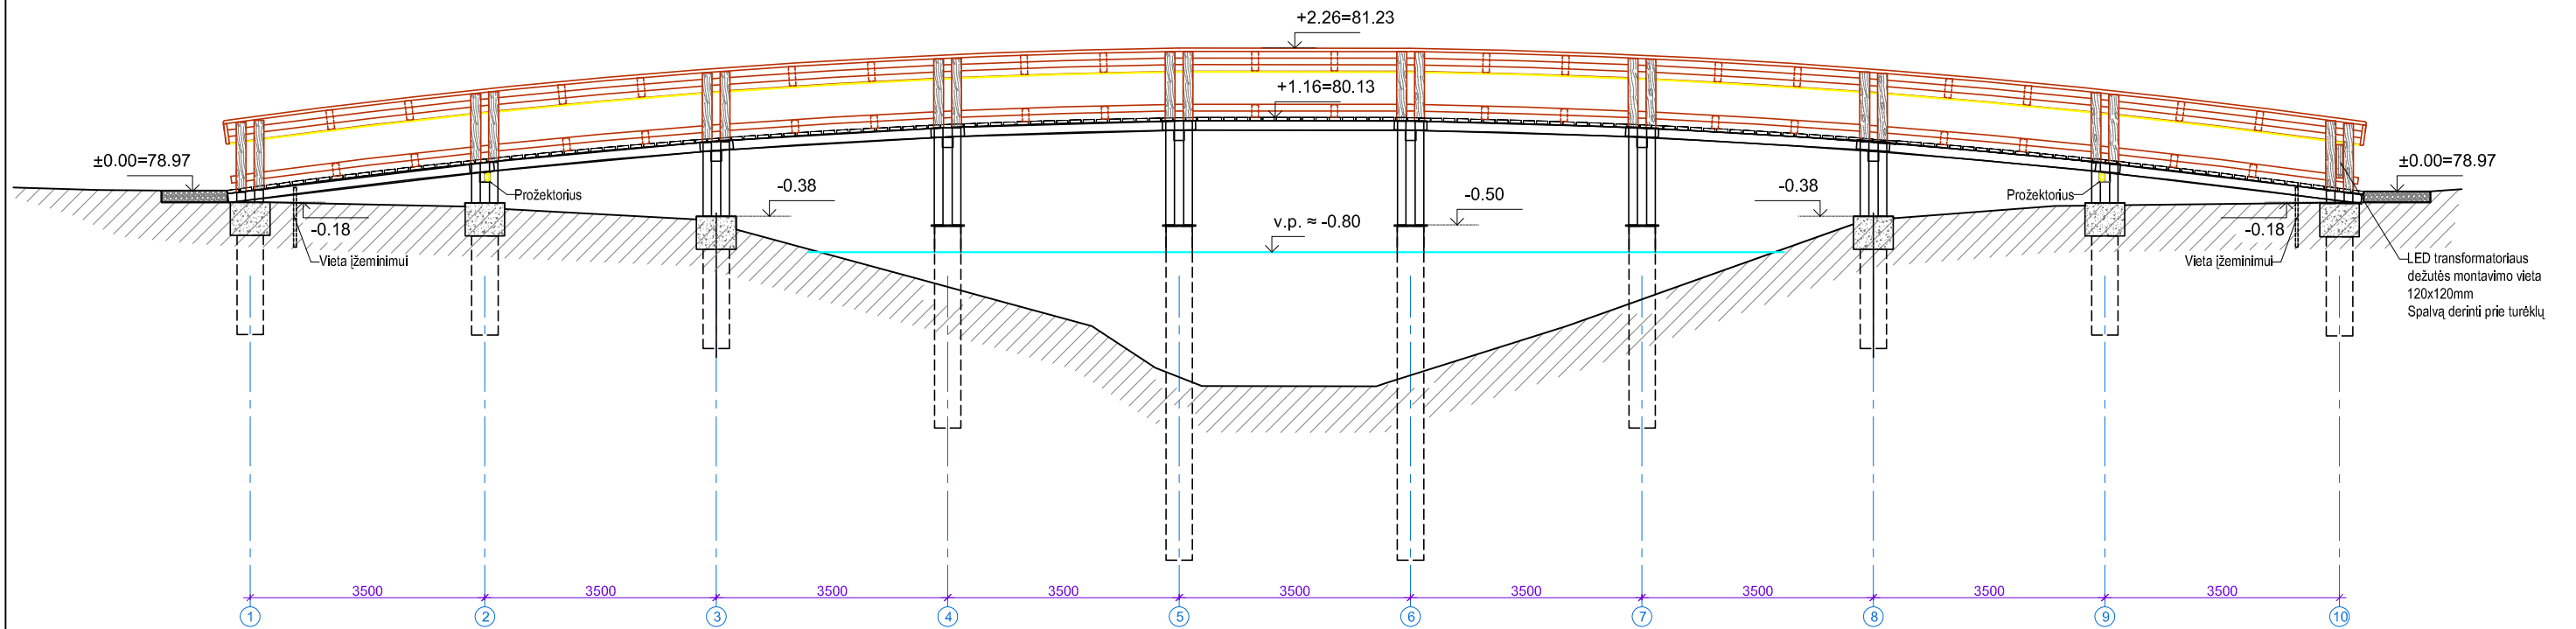 +2.26=81.23
+1.16=80.13
±0.00=78.97
±0.00=78.97
Prožektorius
-0.38
v.p. ≈ -0.80
-0.50
-0.38
Prožektorius
-0.18
-0.18
Vieta įžeminimui
Vieta įžeminimui
LED transformatoriaus
dežutės montavimo vieta
120x120mm
Spalvą derinti prie turėklų
3500 3500 3500 3500 3500 3500 3500 3500 3500
1 2 3 4 5 6 7 8 9 10